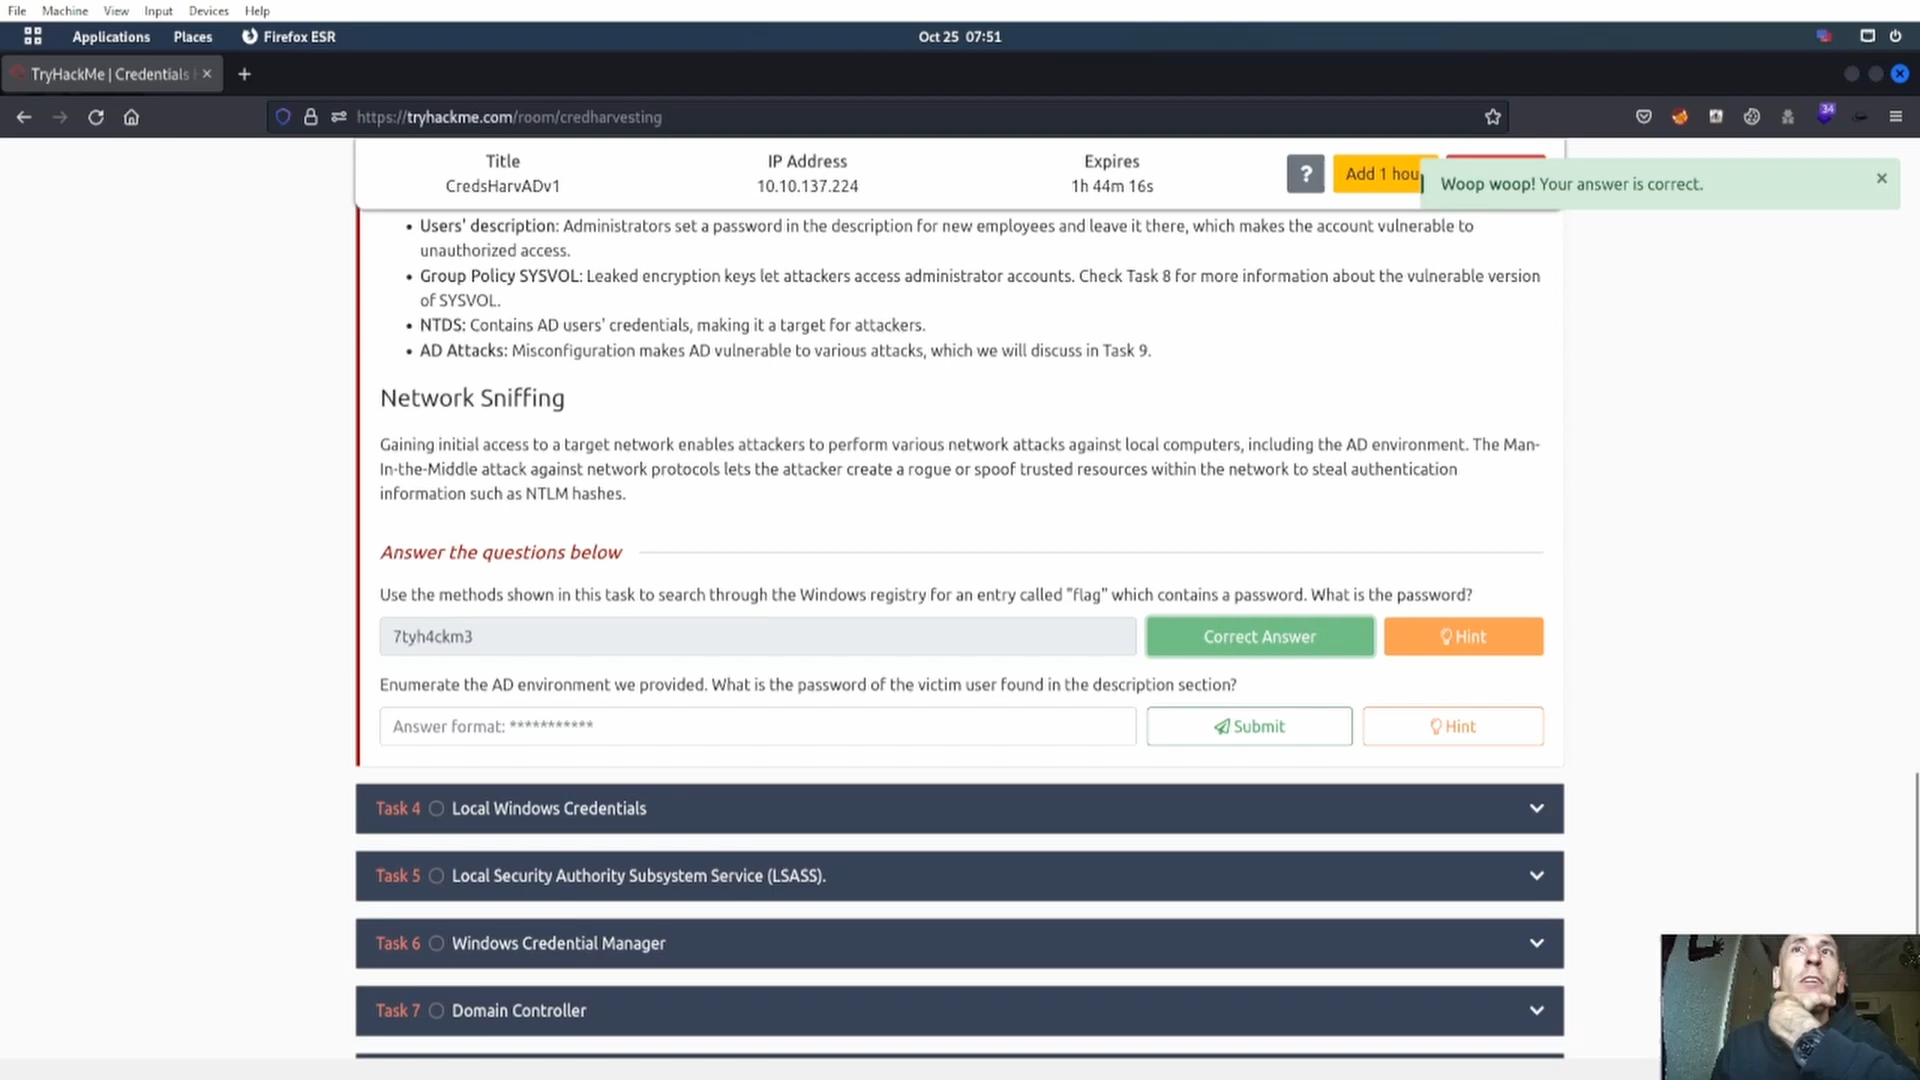 File Machine View Input Devices Help
Applications Places Firefox ESR Oct 25 07:51
TryHackMe | Credentials
https://tryhackme.com/room/credharvesting
34
Title IP Address Expires
CredsHarvADv1 10.10.137.224 1h 44m 16s
? Add 1 hou
Woop woop! Your answer is correct.
• Users' description: Administrators set a password in the description for new employees and leave it there, which makes the account vulnerable to
unauthorized access.
• Group Policy SYSVOL: Leaked encryption keys let attackers access administrator accounts. Check Task 8 for more information about the vulnerable version
of SYSVOL.
• NTDS: Contains AD users' credentials, making it a target for attackers.
• AD Attacks: Misconfiguration makes AD vulnerable to various attacks, which we will discuss in Task 9.
Network Sniffing
Gaining initial access to a target network enables attackers to perform various network attacks against local computers, including the AD environment. The Man-
In-the-Middle attack against network protocols lets the attacker create a rogue or spoof trusted resources within the network to steal authentication
information such as NTLM hashes.
Answer the questions below
Use the methods shown in this task to search through the Windows registry for an entry called "flag" which contains a password. What is the password?
7tyh4ckm3 Correct Answer Hint
Enumerate the AD environment we provided. What is the password of the victim user found in the description section?
Answer format: *********** Submit Hint
Task 4 Local Windows Credentials
Task 5 Local Security Authority Subsystem Service (LSASS).
Task 6 Windows Credential Manager
Task 7 Domain Controller